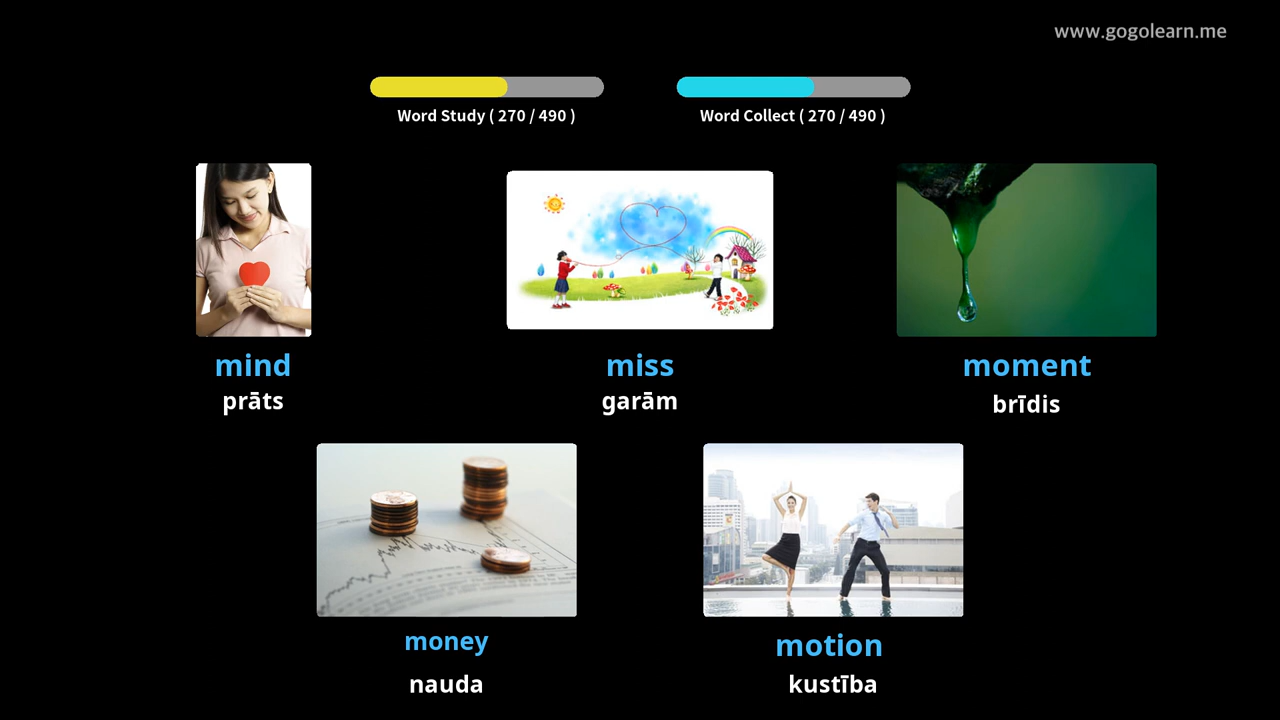 www.gogolearn.me
Word Study ( 270 / 490 )
Word Collect ( 270 / 490 )
mind
prāts
miss
garām
moment
brīdis
money
nauda
motion
kustība